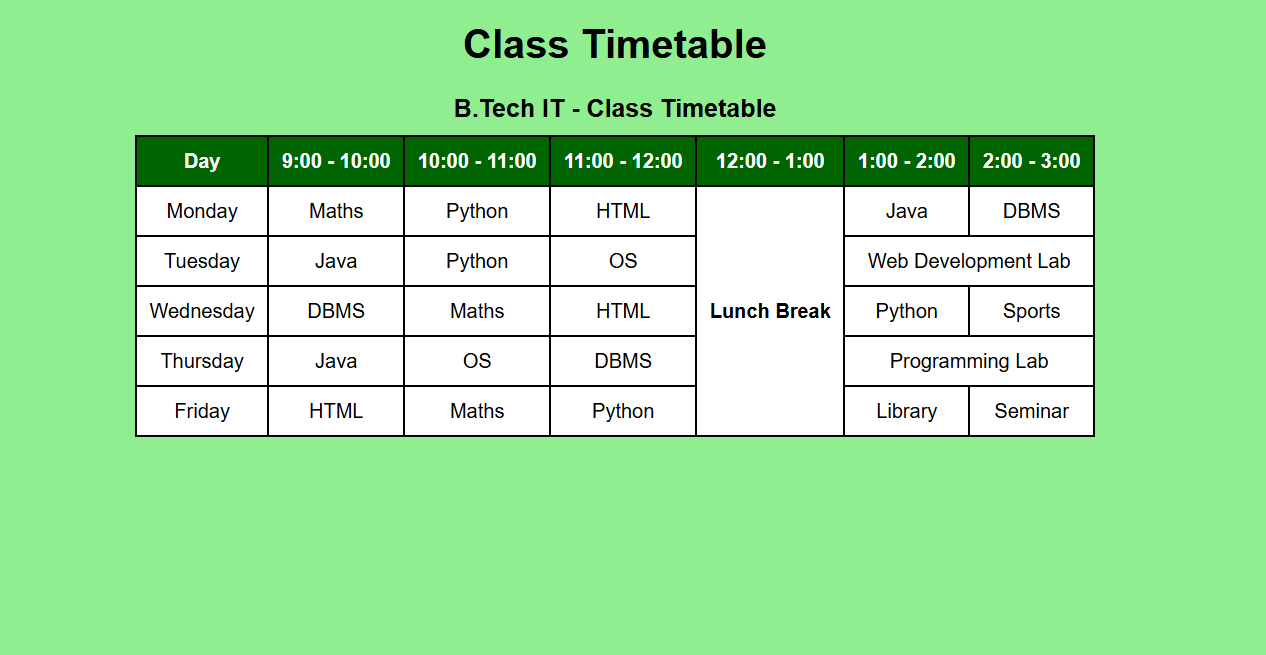 Class Timetable
B.Tech IT - Class Timetable
Day 9:00 - 10:00 10:00 - 11:00 11:00 - 12:00 12:00 - 1:00 1:00 - 2:00 2:00 - 3:00
Monday Maths Python HTML Java DBMS
Tuesday Java Python OS Web Development Lab
Wednesday DBMS Maths HTML Lunch Break Python Sports
Thursday Java OS DBMS Programming Lab
Friday HTML Maths Python Library Seminar